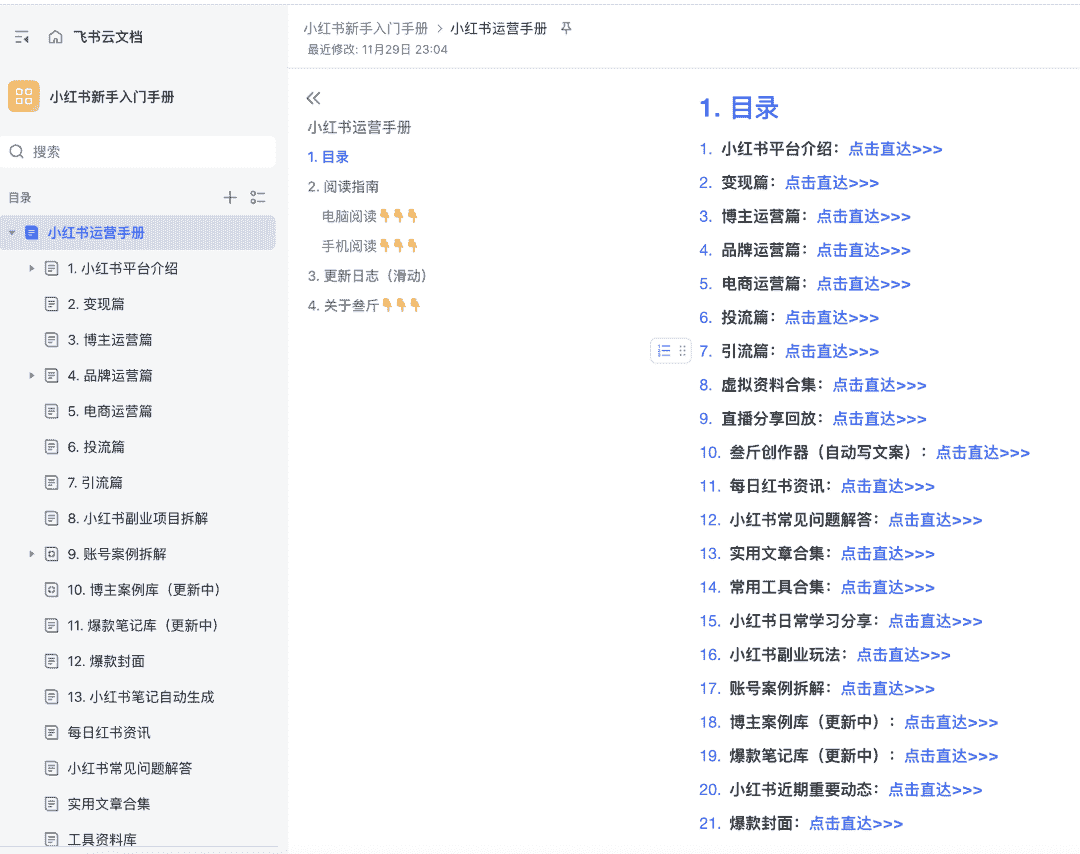 飞书云文档
小红书新手入门手册
搜索
目录
小红书运营手册
1. 小红书平台介绍
2. 变现篇
3. 博主运营篇
4. 品牌运营篇
5. 电商运营篇
6. 投流篇
7. 引流篇
8. 小红书副业项目拆解
9. 账号案例拆解
10. 博主案例库（更新中）
11. 爆款笔记库（更新中）
12. 爆款封面
13. 小红书笔记自动生成
每日红书资讯
小红书常见问题解答
实用文章合集
工具资料库
小红书新手入门手册 > 小红书运营手册
最近修改: 11月29日 23:04
小红书运营手册
1. 目录
2. 阅读指南
电脑阅读👇👇👇
手机阅读👇👇👇
3. 更新日志（滑动）
4. 关于叁斤👇👇👇
1. 目录
1. 小红书平台介绍：点击直达>>>
2. 变现篇：点击直达>>>
3. 博主运营篇：点击直达>>>
4. 品牌运营篇：点击直达>>>
5. 电商运营篇：点击直达>>>
6. 投流篇：点击直达>>>
7. 引流篇：点击直达>>>
8. 虚拟资料合集：点击直达>>>
9. 直播分享回放：点击直达>>>
10. 叁斤创作器（自动写文案）：点击直达>>>
11. 每日红书资讯：点击直达>>>
12. 小红书常见问题解答：点击直达>>>
13. 实用文章合集：点击直达>>>
14. 常用工具合集：点击直达>>>
15. 小红书日常学习分享：点击直达>>>
16. 小红书副业玩法：点击直达>>>
17. 账号案例拆解：点击直达>>>
18. 博主案例库（更新中）：点击直达>>>
19. 爆款笔记库（更新中）：点击直达>>>
20. 小红书近期重要动态：点击直达>>>
21. 爆款封面：点击直达>>>